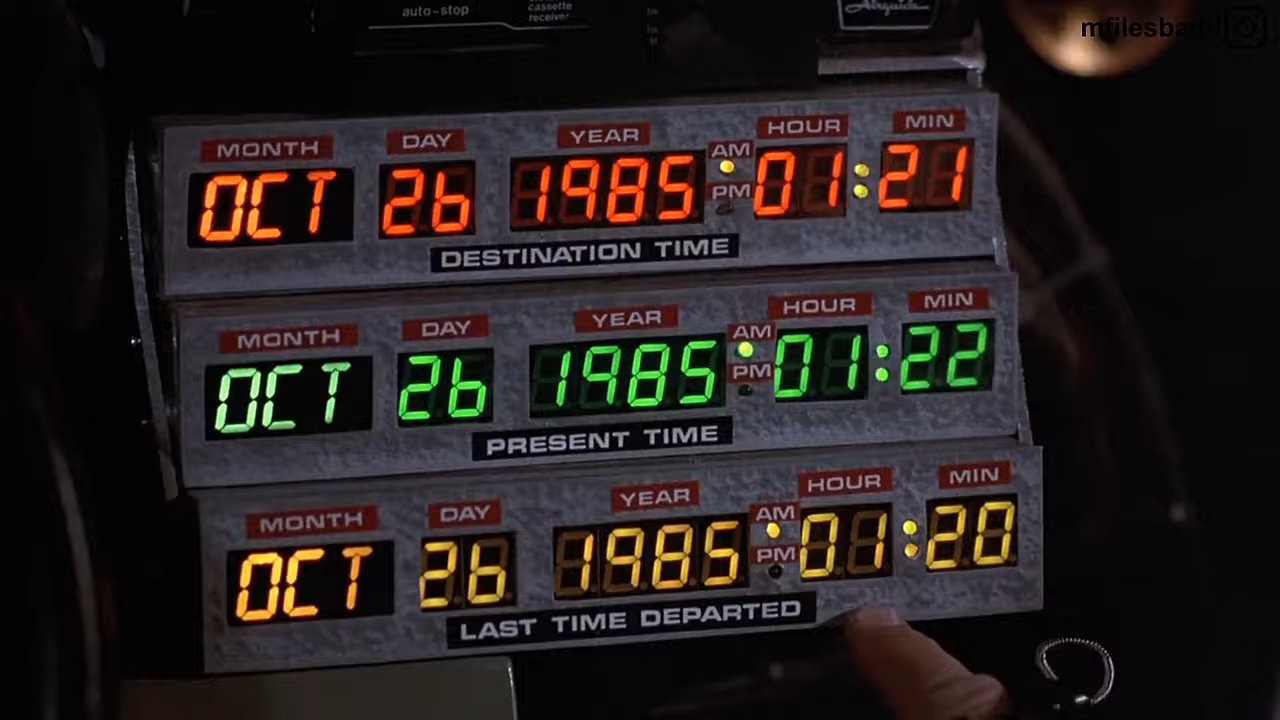 auto-stop
cassette
receiver
mfilesba
MONTH DAY YEAR AM PM HOUR MIN
OCT 26 1985 01:21
DESTINATION TIME
MONTH DAY YEAR AM PM HOUR MIN
OCT 26 1985 01:22
PRESENT TIME
MONTH DAY YEAR AM PM HOUR MIN
OCT 26 1985 01:20
LAST TIME DEPARTED